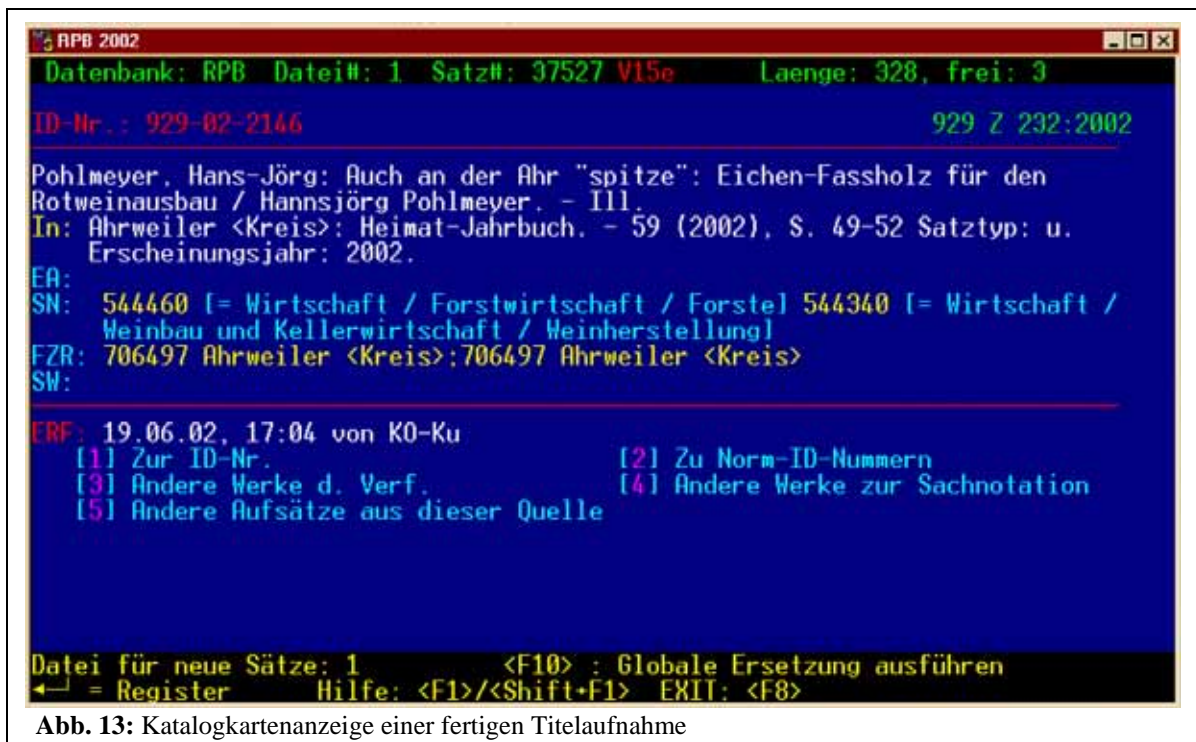 RPB 2002
Datenbank: RPB Datei#: 1 Satz#: 37527 V15e Laenge: 328, frei: 3
ID-Nr.: 929-02-2146 929 Z 232:2002
Pohlmeyer, Hans-Jörg: Auch an der Ahr "spitze": Eichen-Fassholz für den
Rotweinausbau / Hannsjörg Pohlmeyer. - Ill.
In: Ahrweiler <Kreis>: Heimat-Jahrbuch. - 59 (2002), S. 49-52 Satztyp: u.
Erscheinungsjahr: 2002.
EA:
SN: 544460 [= Wirtschaft / Forstwirtschaft / Forste] 544340 [= Wirtschaft /
Weinbau und Kellerwirtschaft / Weinherstellung]
FZR: 706497 Ahrweiler <Kreis>;706497 Ahrweiler <Kreis>
SW:
ERF: 19.06.02, 17:04 von KO-Ku
[1] Zur ID-Nr. [2] Zu Norm-ID-Nummern
[3] Andere Werke d. Verf. [4] Andere Werke zur Sachnotation
[5] Andere Aufsätze aus dieser Quelle
Datei für neue Sätze: 1 <F10> : Globale Ersetzung ausführen
= Register Hilfe: <F1>/<Shift+F1> EXIT: <F8>
Abb. 13: Katalogkartenanzeige einer fertigen Titelaufnahme